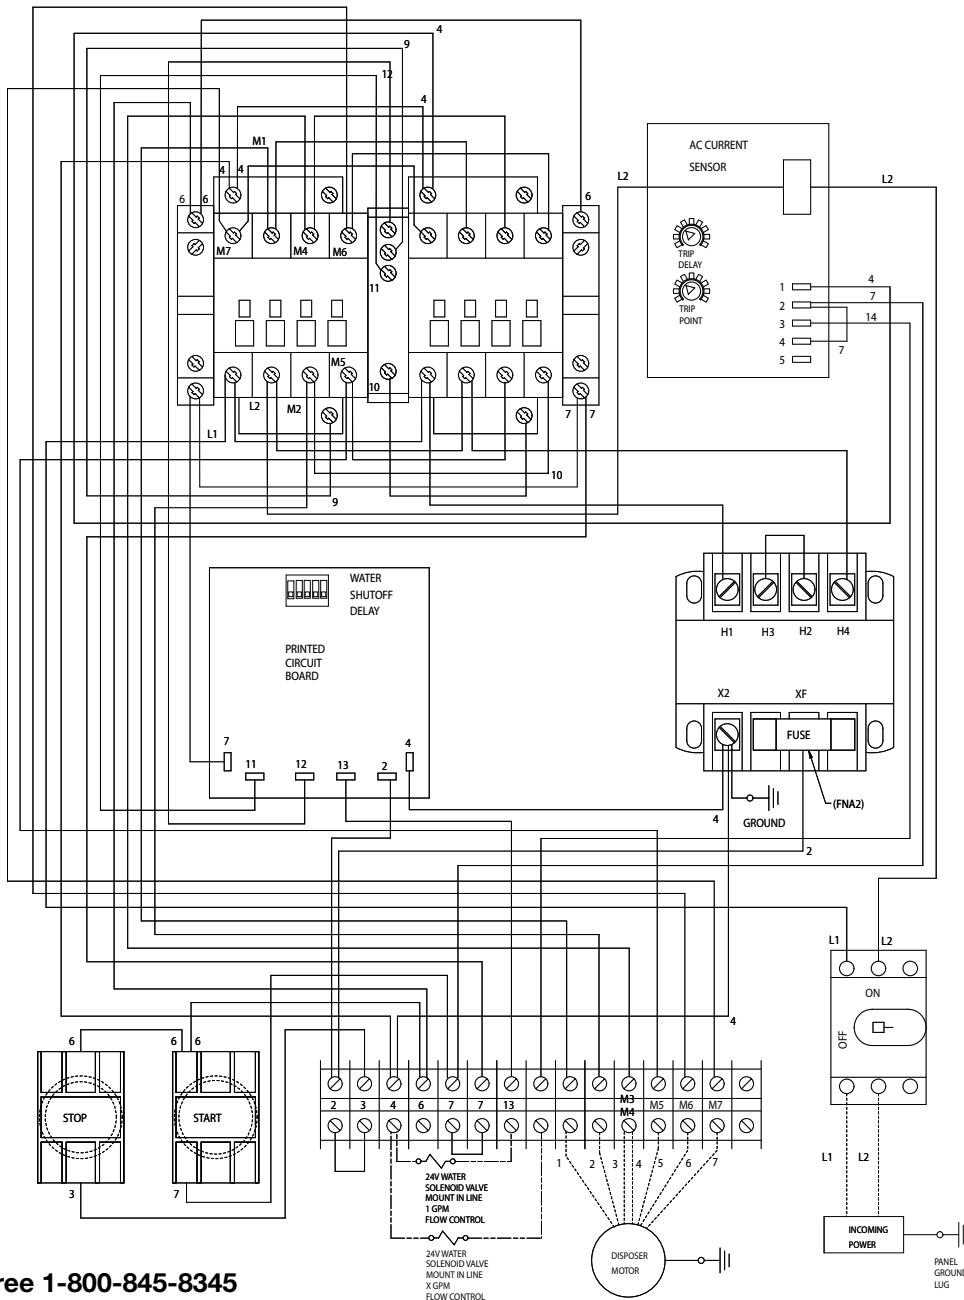 4
9
12
4
M1
4
4
6
6
6
M7
M4
M6
11
M5
10
L2
M2
L1
7
7
10
9
AC CURRENT
SENSOR
L2
L2
TRIP
DELAY
TRIP
POINT
1
2
3
4
5
4
7
14
7
WATER
SHUTOFF
DELAY
PRINTED
CIRCUIT
BOARD
7
11
12
13
2
4
H1
H3
H2
H4
X2
XF
FUSE
(FNA2)
GROUND
4
2
L1
L2
ON
OFF
4
6
6
6
STOP
START
3
7
2
3
4
6
7
7
13
M3
M4
M5
M6
M7
1
2
3
4
5
6
7
24V WATER
SOLENOID VALVE
MOUNT IN LINE
1 GPM
FLOW CONTROL
24V WATER
SOLENOID VALVE
MOUNT IN LINE
X GPM
FLOW CONTROL
DISPOSER
MOTOR
L1
L2
INCOMING
POWER
PANEL
GROUND
LUG
ree 1-800-845-8345